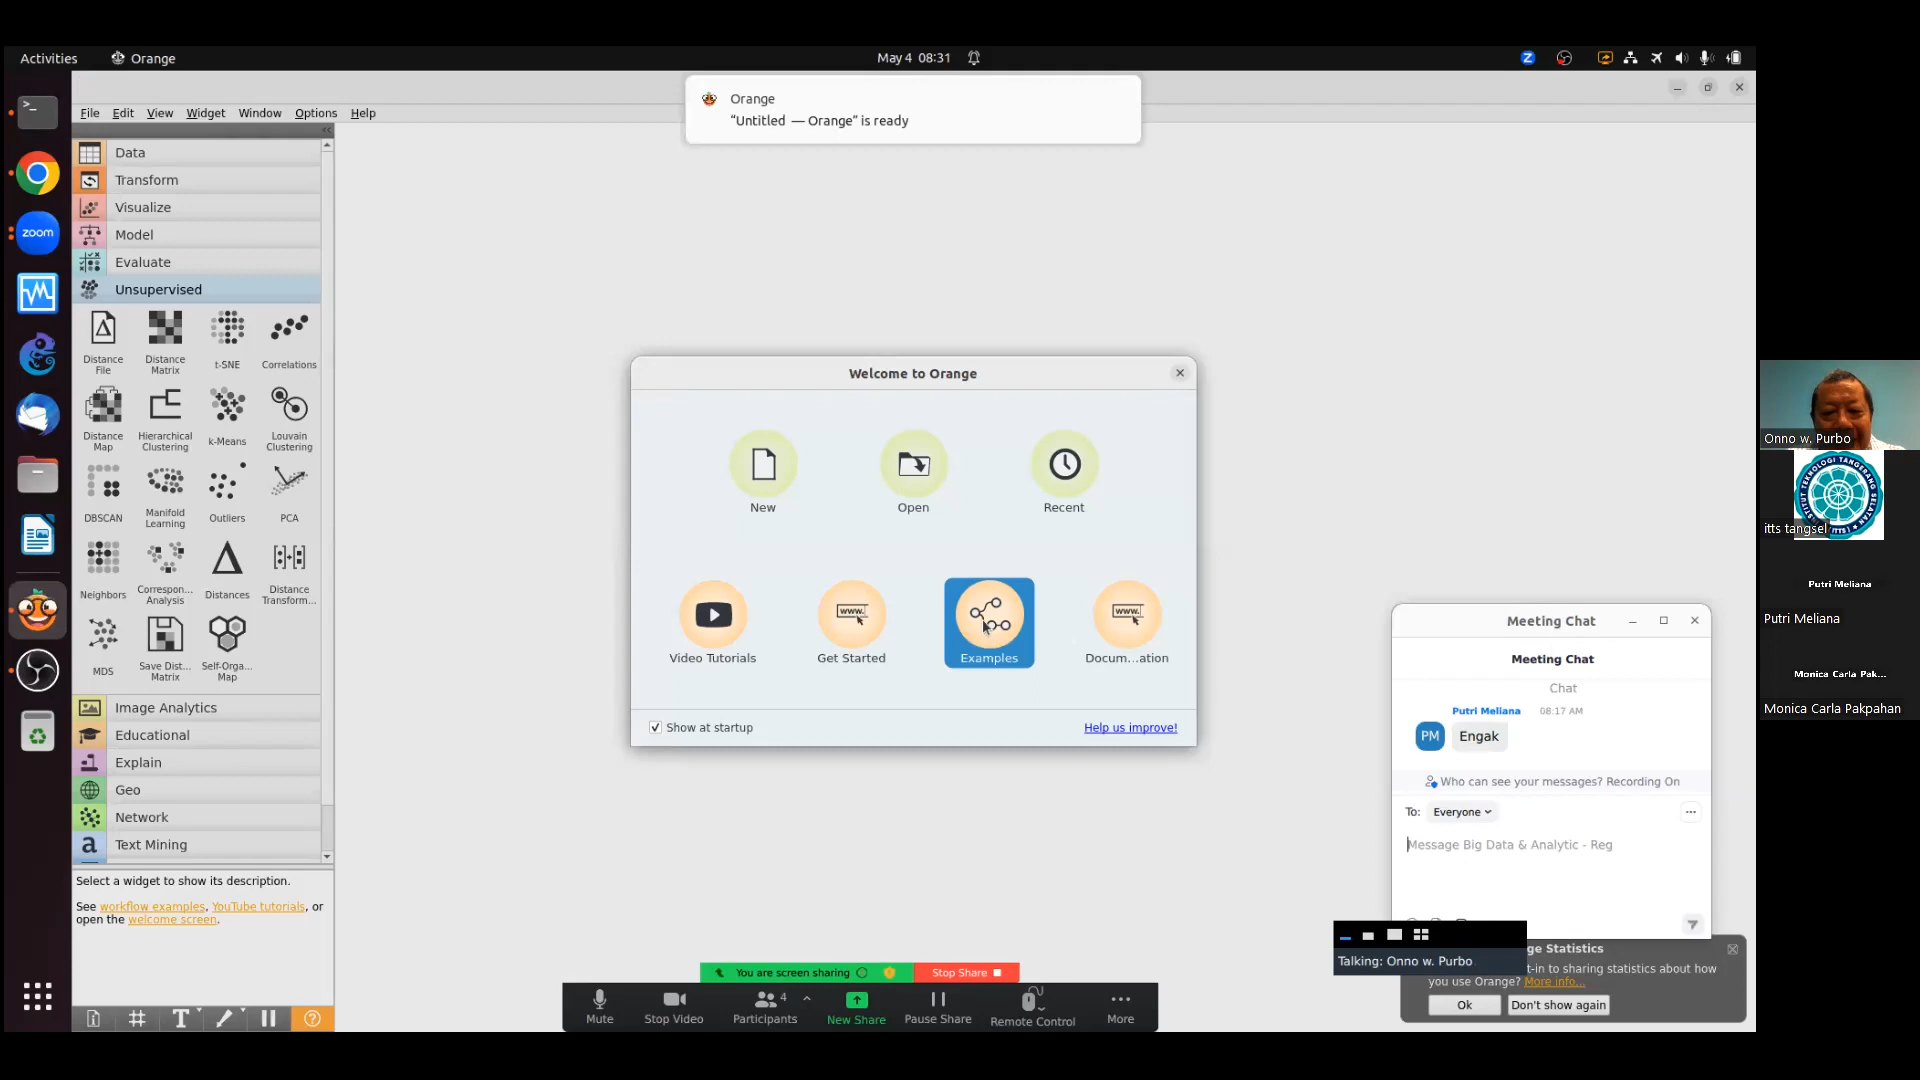 Activities
Orange
May 4 08:31
Orange
“Untitled — Orange” is ready
File Edit View Widget Window Options Help
Data
Transform
Visualize
Model
Evaluate
Unsupervised
Distance File
Distance Matrix
t-SNE
Correlations
Distance Map
Hierarchical Clustering
k-Means
Louvain Clustering
DBSCAN
Manifold Learning
Outliers
PCA
Neighbors
Correspon... Analysis
Distances
Distance Transform...
MDS
Save Dist... Matrix
Self-Orga... Map
Image Analytics
Educational
Explain
Geo
Network
Text Mining
Select a widget to show its description.
See workflow examples, YouTube tutorials, or
open the welcome screen.
zoom
Welcome to Orange
New
Open
Recent
Video Tutorials
Get Started
Examples
Docum...ation
www.
www.
Show at startup
Help us improve!
Meeting Chat
Meeting Chat
Chat
Putri Meliana 08:17 AM
PM
Engak
Who can see your messages? Recording On
To: Everyone
Message Big Data & Analytic - Reg
Talking: Onno w. Purbo
ge Statistics
t-in to sharing statistics about how
you use Orange? More info...
Ok
Don't show again
You are screen sharing
Stop Share
Mute
Stop Video
Participants
4
New Share
Pause Share
Remote Control
More
Onno w. Purbo
INSTITUT TEKNOLOGI TANGERANG SELATAN
(ITTS)
itts tangsel
Putri Meliana
Putri Meliana
Monica Carla Pak...
Monica Carla Pakpahan